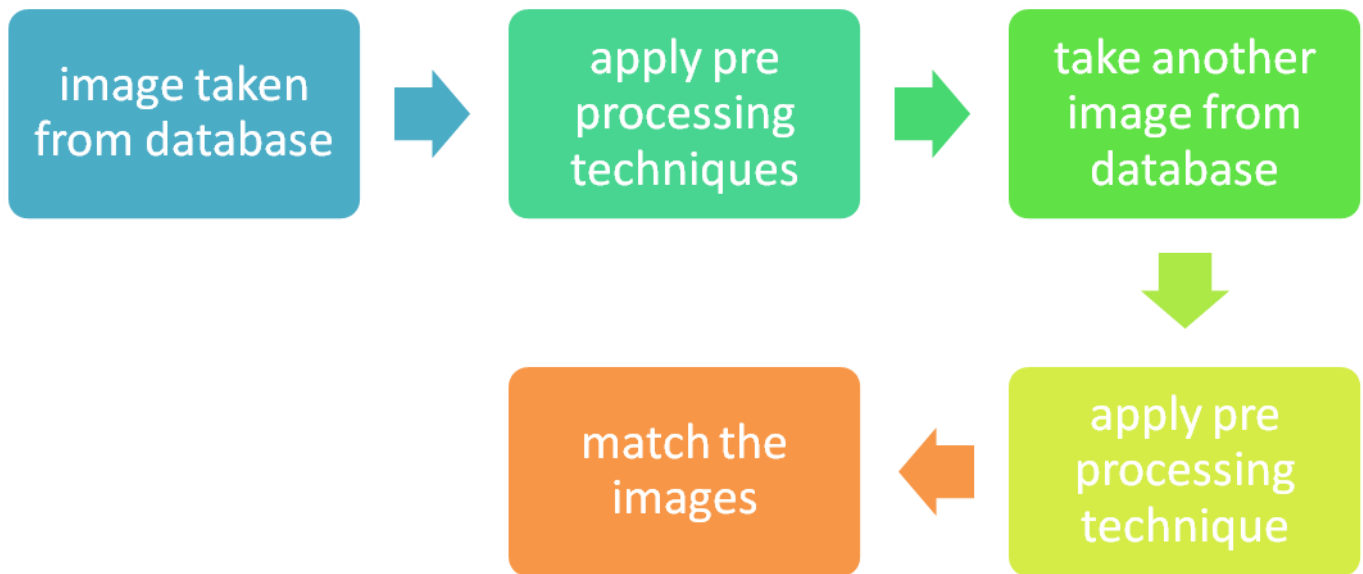 image taken
from database
apply pre
processing
techniques
take another
image from
database
apply pre
processing
technique
match the
images